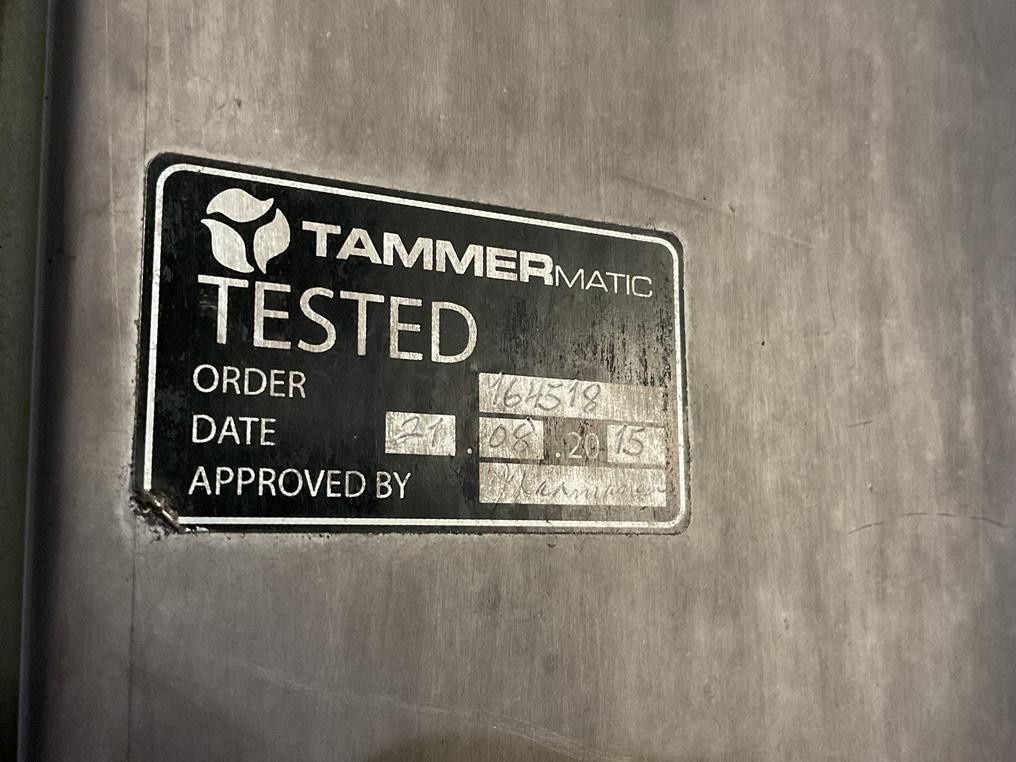 TAMMERMATIC
TESTED
ORDER 164518
DATE 21.08.2015
APPROVED BY